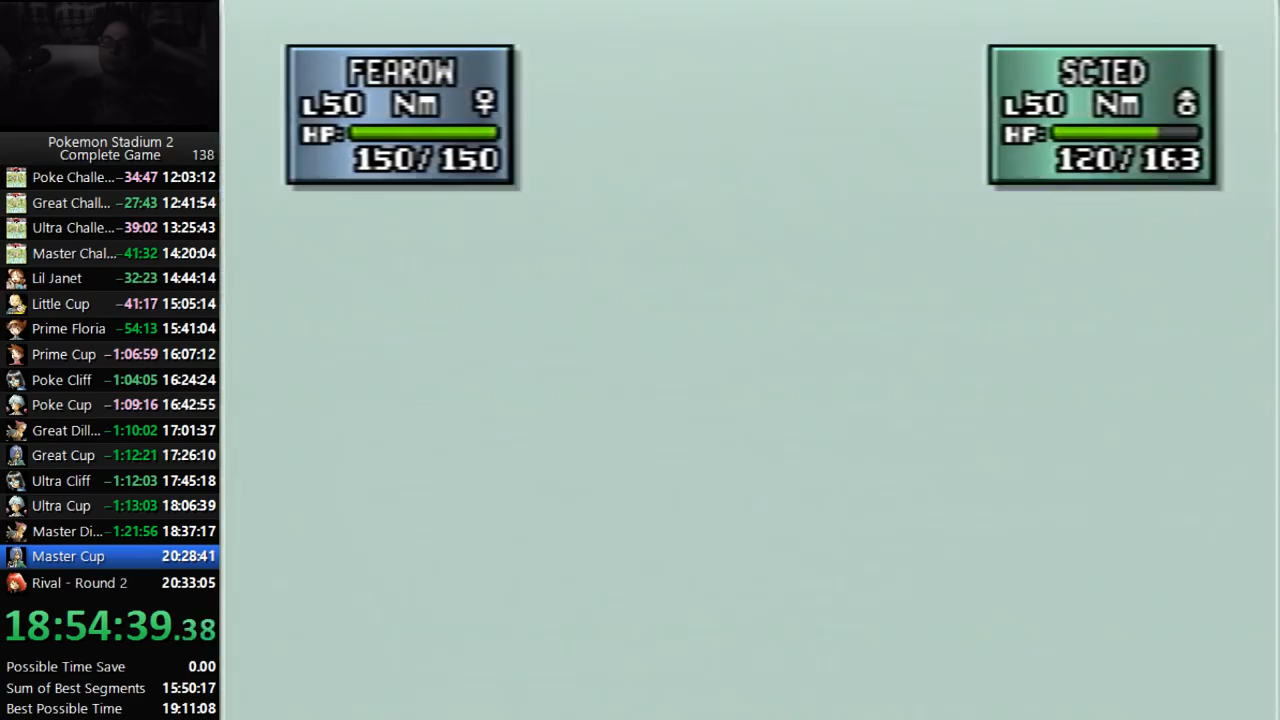 Pokemon Stadium 2
Complete Game 138
Poke Challe... −34:47 12:03:12
Great Chall... −27:43 12:41:54
Ultra Challe... −39:02 13:25:43
Master Chal... −41:32 14:20:04
Lil Janet −32:23 14:44:14
Little Cup −41:17 15:05:14
Prime Floria −54:13 15:41:04
Prime Cup −1:06:59 16:07:12
Poke Cliff −1:04:05 16:24:24
Poke Cup −1:09:16 16:42:55
Great Dill... −1:10:02 17:01:37
Great Cup −1:12:21 17:26:10
Ultra Cliff −1:12:03 17:45:18
Ultra Cup −1:13:03 18:06:39
Master Di... −1:21:56 18:37:17
Master Cup 20:28:41
Rival - Round 2 20:33:05
18:54:39.38
Possible Time Save 0.00
Sum of Best Segments 15:50:17
Best Possible Time 19:11:08
FEAROW
L50 Nm ♀
HP:
150/150
SCIED
L50 Nm ♂
HP:
120/163